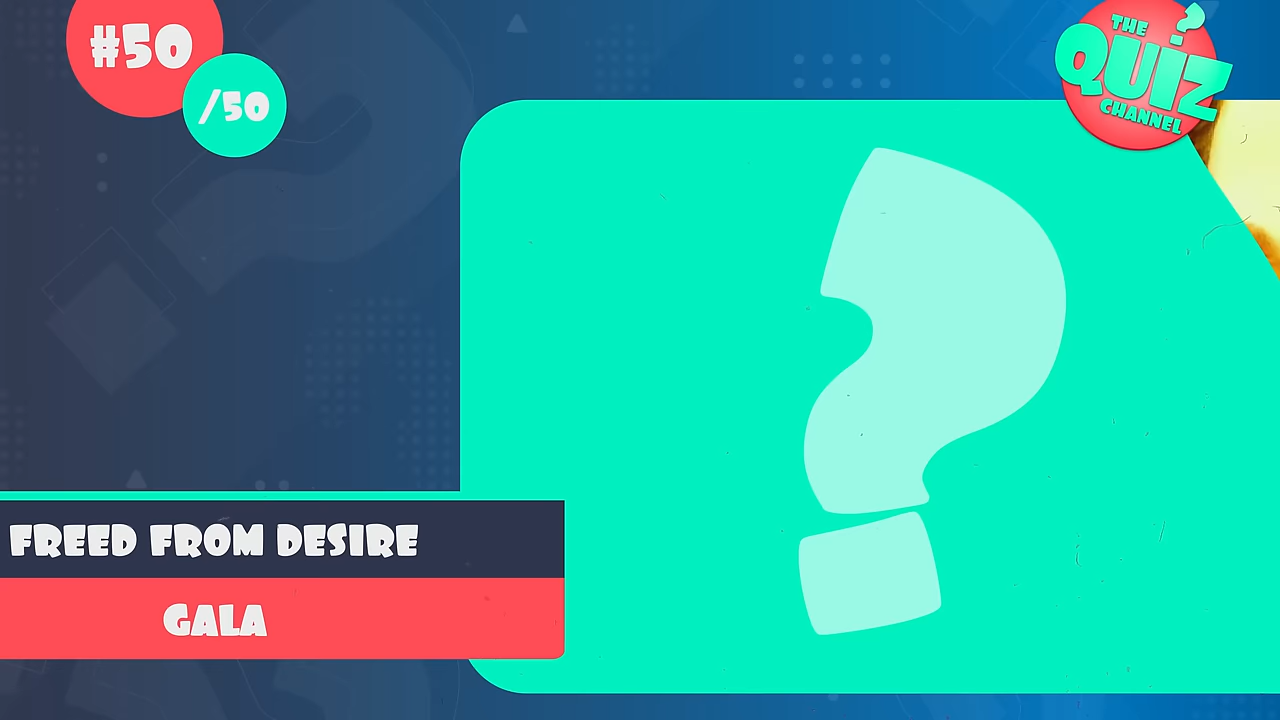 #50
/50
THE
QUIZ
CHANNEL
FREED FROM DESIRE
GALA